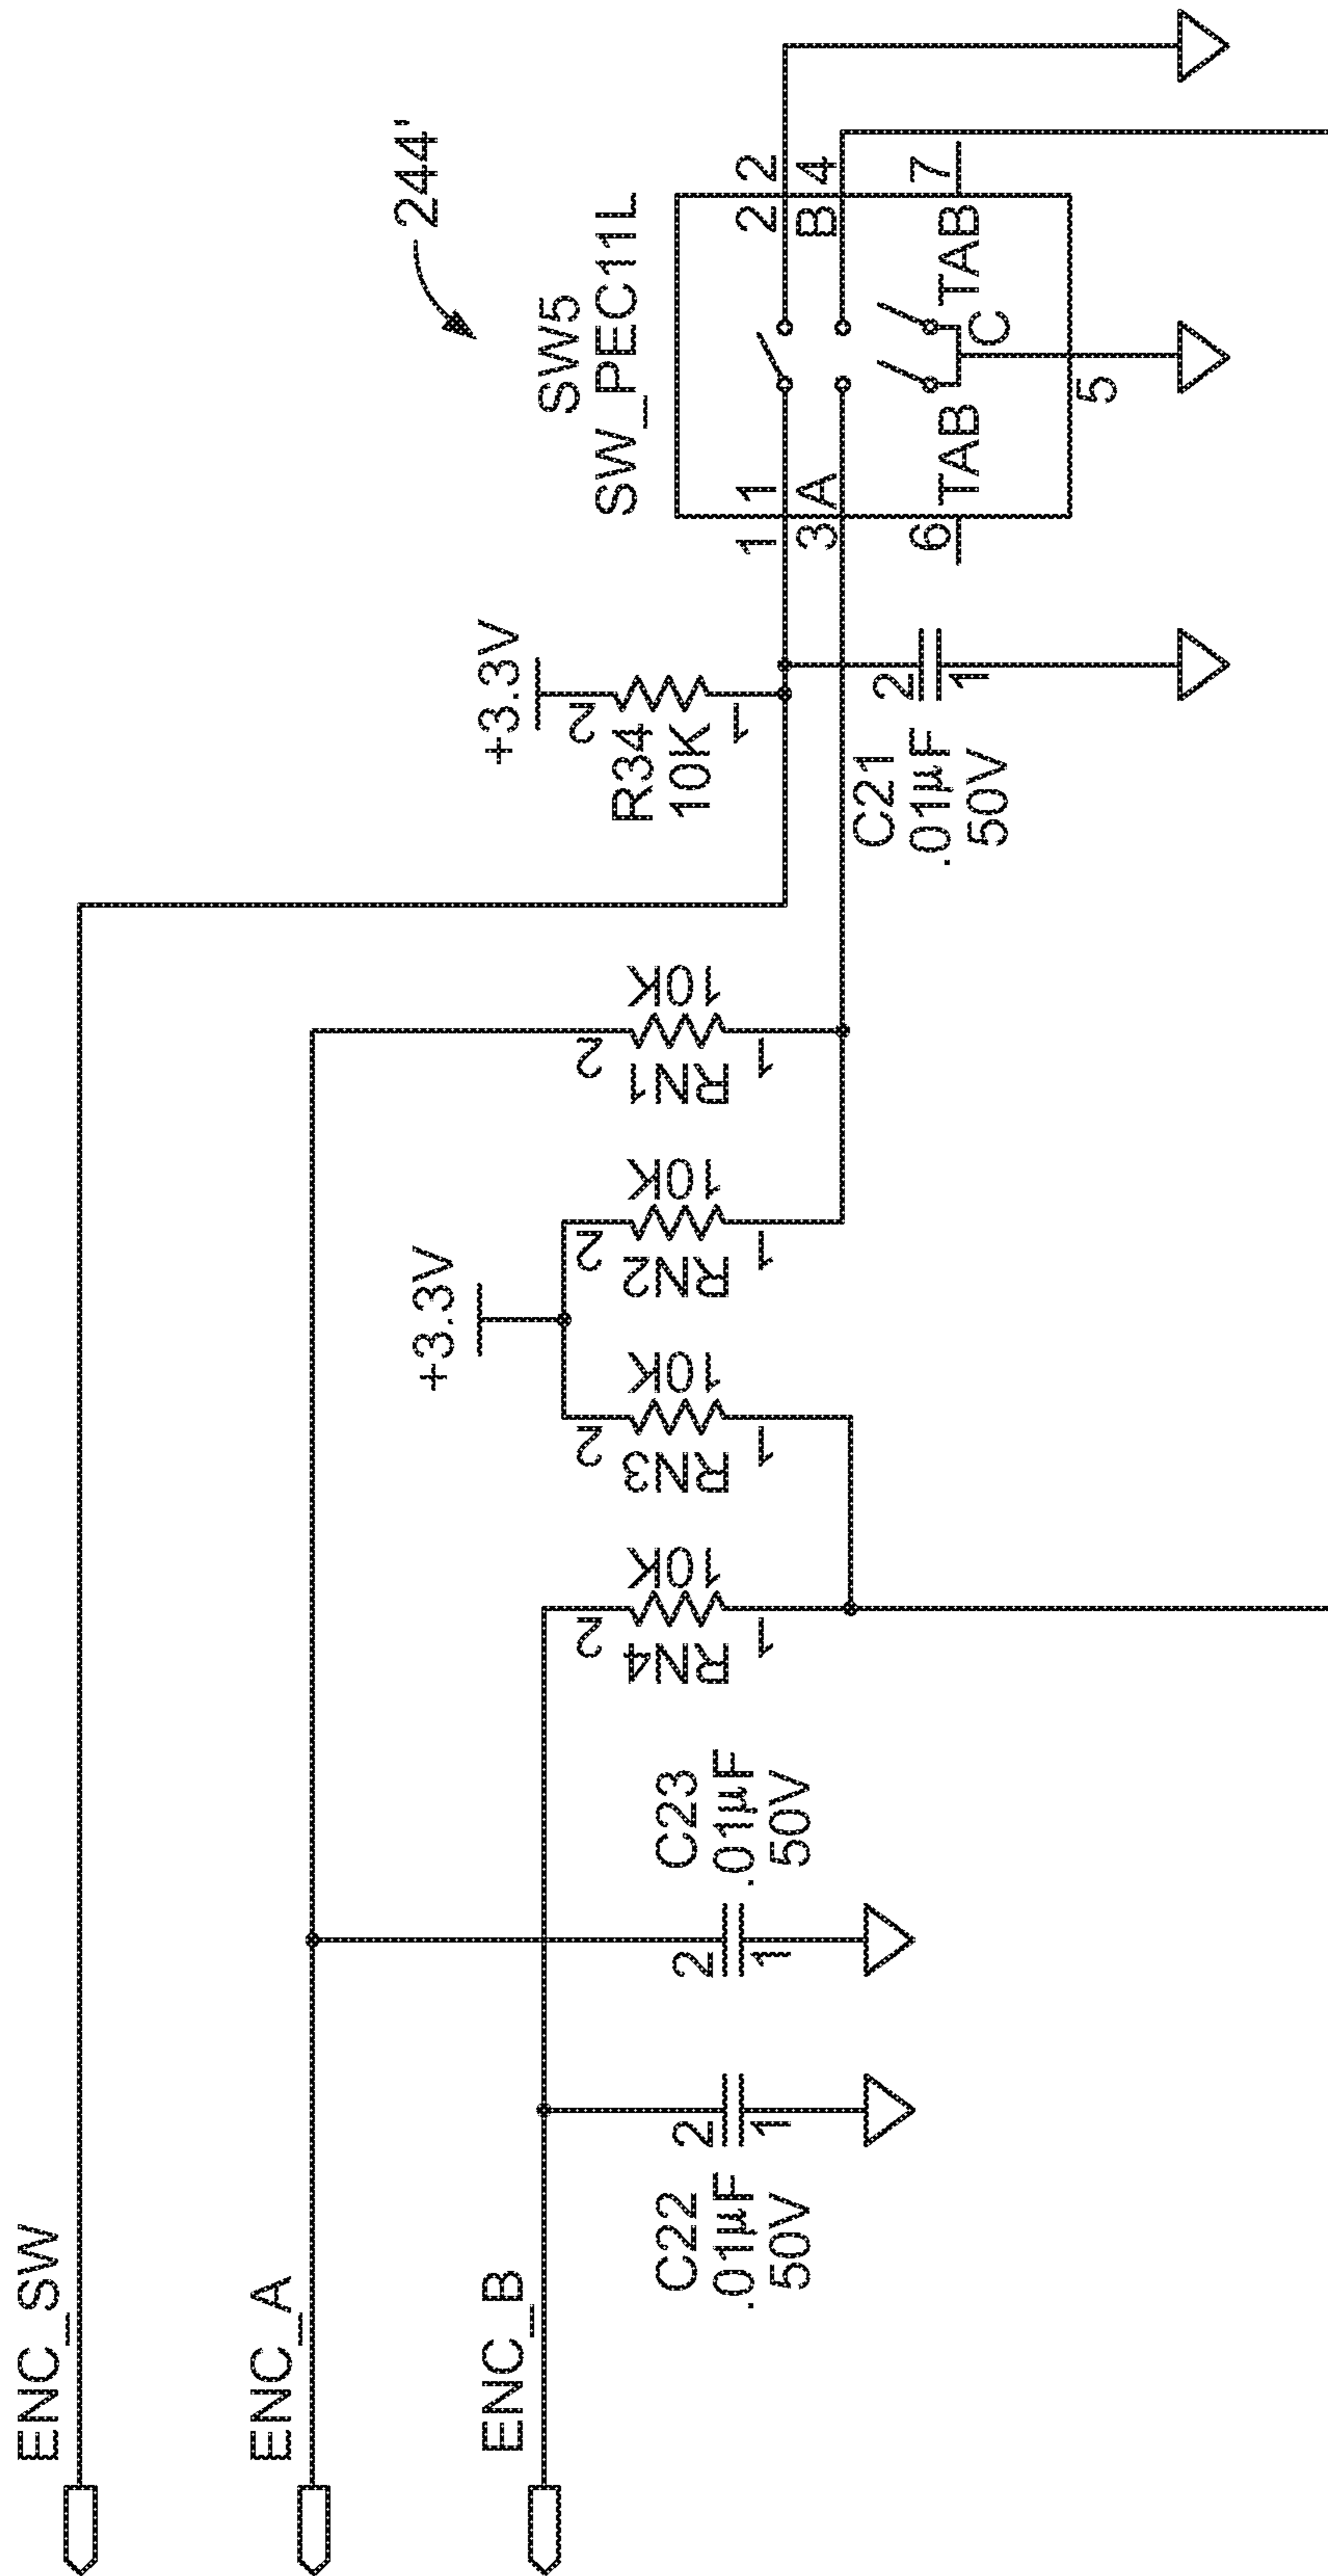 ENC_SW
ENC_A
ENC_B
C22
.01µF
50V
2
1
C23
.01µF
50V
2
1
RN4
10K
2
1
RN3
10K
2
1
+3.3V
RN2
10K
2
1
RN1
10K
2
1
+3.3V
R34
10K
2
1
C21
.01µF
50V
2
1
244'
SW5
SW_PEC11L
1 1
2 2
3 A
B 4
6 TAB
TAB 7
C
5